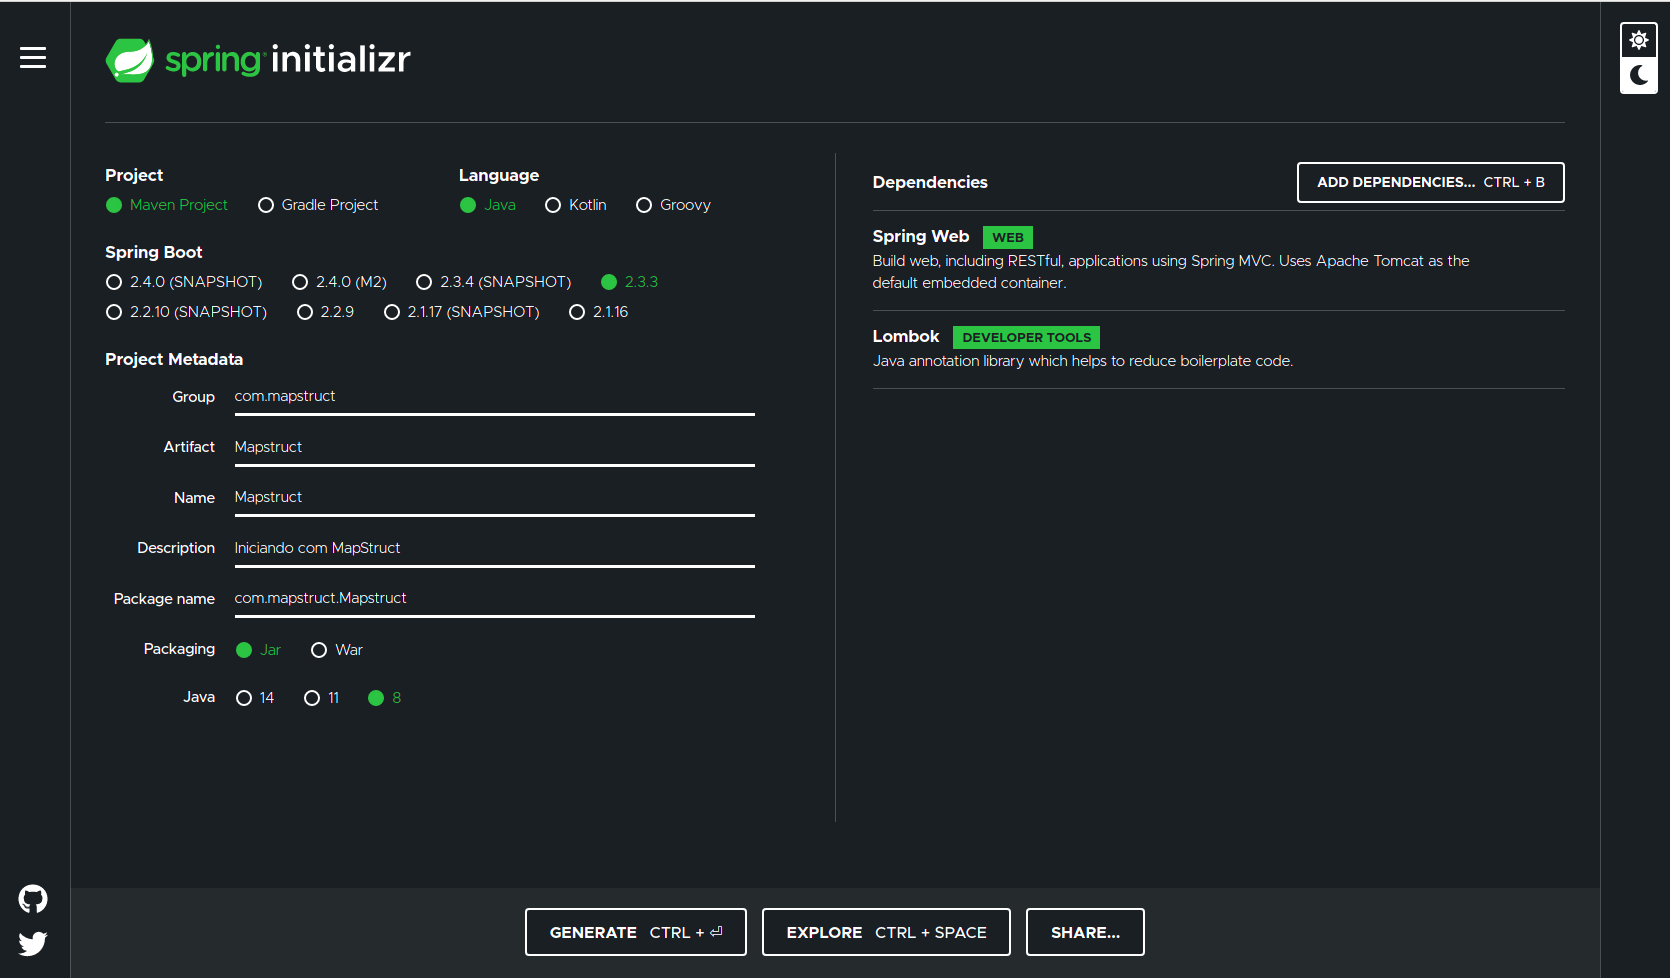 spring initializr
Project
Maven Project Gradle Project
Language
Java Kotlin Groovy
Spring Boot
2.4.0 (SNAPSHOT) 2.4.0 (M2) 2.3.4 (SNAPSHOT) 2.3.3
2.2.10 (SNAPSHOT) 2.2.9 2.1.17 (SNAPSHOT) 2.1.16
Project Metadata
Group com.mapstruct
Artifact Mapstruct
Name Mapstruct
Description Iniciando com MapStruct
Package name com.mapstruct.Mapstruct
Packaging Jar War
Java 14 11 8
Dependencies ADD DEPENDENCIES... CTRL + B
Spring Web WEB
Build web, including RESTful, applications using Spring MVC. Uses Apache Tomcat as the
default embedded container.
Lombok DEVELOPER TOOLS
Java annotation library which helps to reduce boilerplate code.
GENERATE CTRL + ⏎ EXPLORE CTRL + SPACE SHARE...